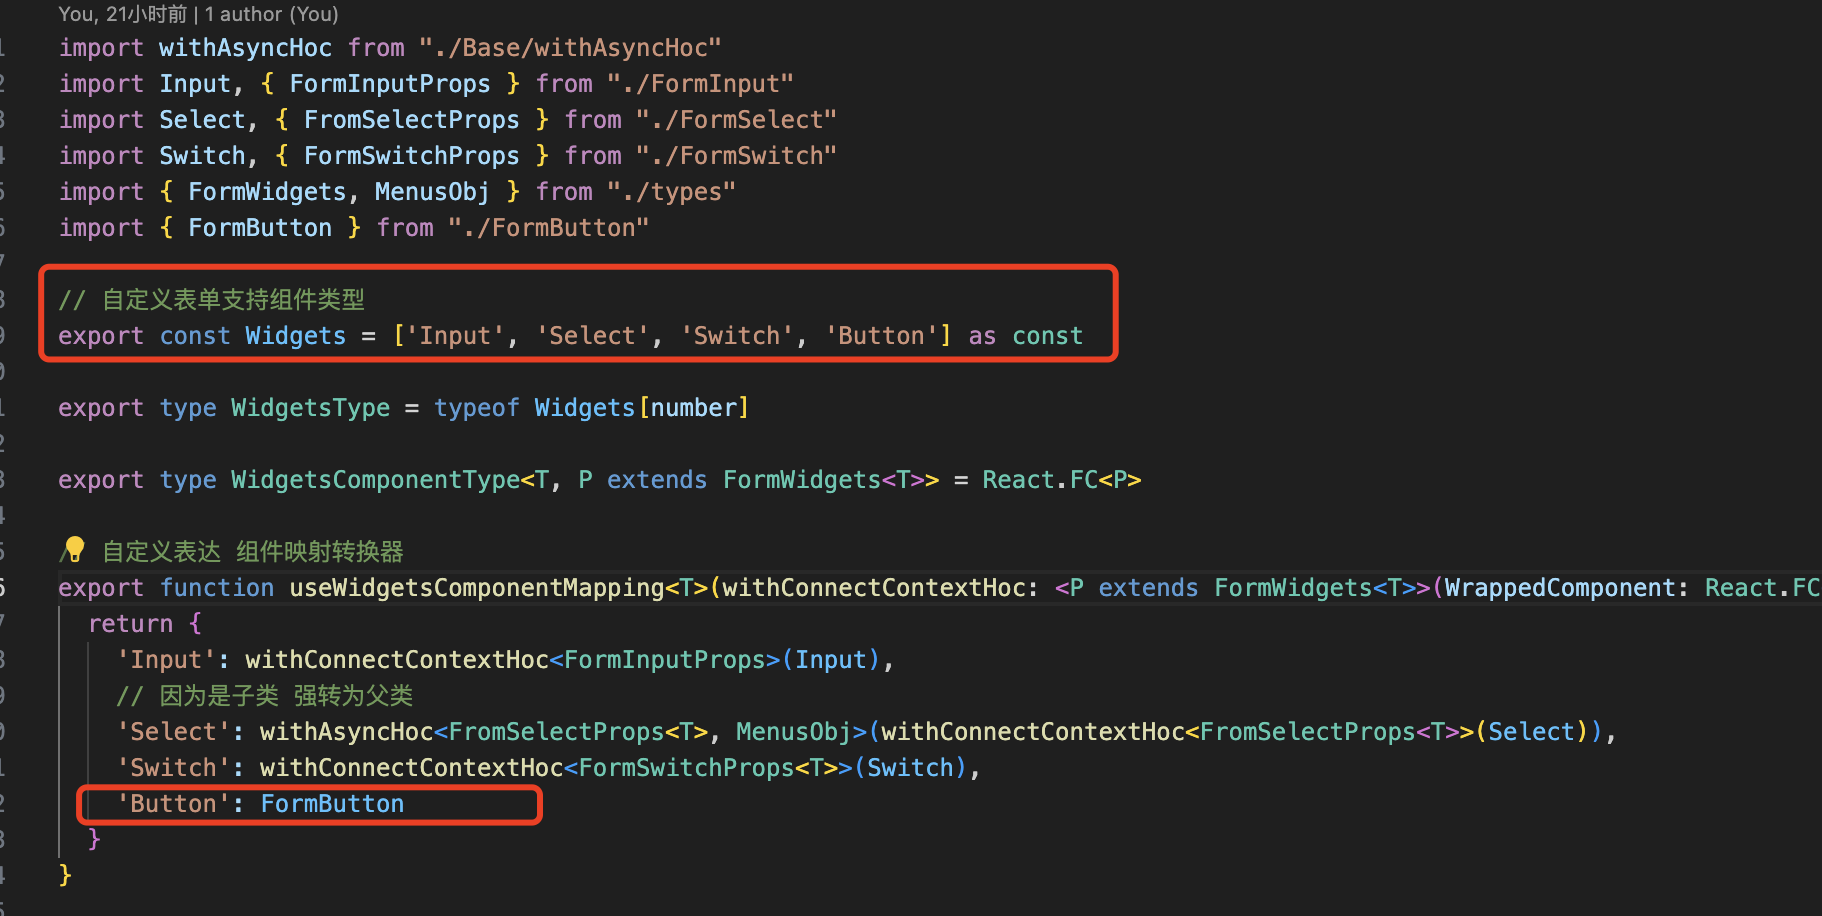 You, 21小时前 | 1 author (You)
import withAsyncHoc from "./Base/withAsyncHoc"
import Input, { FormInputProps } from "./FormInput"
import Select, { FromSelectProps } from "./FormSelect"
import Switch, { FormSwitchProps } from "./FormSwitch"
import { FormWidgets, MenusObj } from "./types"
import { FormButton } from "./FormButton"
// 自定义表单支持组件类型
export const Widgets = ['Input', 'Select', 'Switch', 'Button'] as const
export type WidgetsType = typeof Widgets[number]
export type WidgetsComponentType<T, P extends FormWidgets<T>> = React.FC<P>
/ 自定义表达 组件映射转换器
export function useWidgetsComponentMapping<T>(withConnectContextHoc: <P extends FormWidgets<T>>(WrappedComponent: React.FC
return {
'Input': withConnectContextHoc<FormInputProps>(Input),
// 因为是子类 强转为父类
'Select': withAsyncHoc<FromSelectProps<T>, MenusObj>(withConnectContextHoc<FromSelectProps<T>>(Select)),
'Switch': withConnectContextHoc<FormSwitchProps<T>>(Switch),
'Button': FormButton
}
}